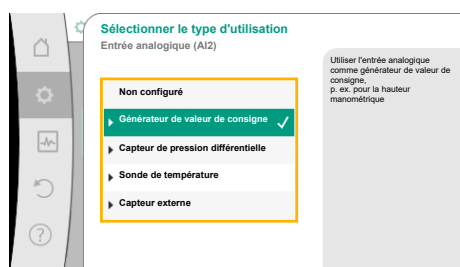 Sélectionner le type d'utilisation
Entrée analogique (AI2)
Non configuré
Générateur de valeur de consigne
Capteur de pression différentielle
Sonde de température
Capteur externe
Utiliser l'entrée analogique
comme générateur de valeur de
consigne,
p. ex. pour la hauteur
manométrique
?